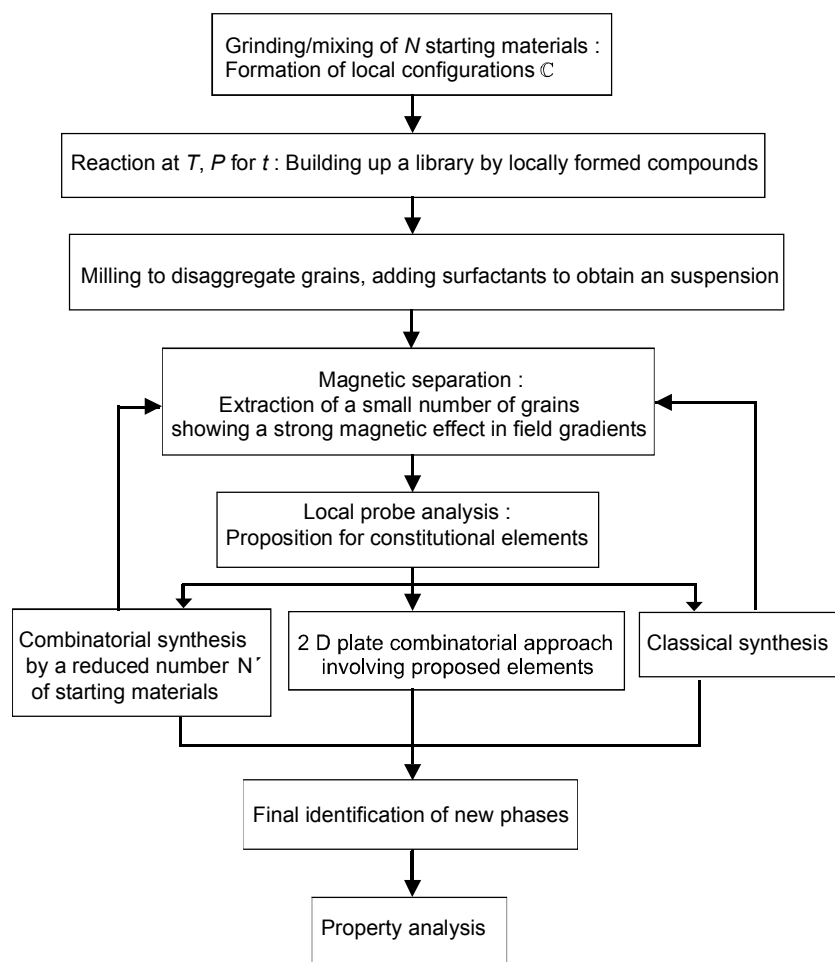 Grinding/mixing of N starting materials :
Formation of local configurations ℂ
Reaction at T, P for t : Building up a library by locally formed compounds
Milling to disaggregate grains, adding surfactants to obtain an suspension
Magnetic separation :
Extraction of a small number of grains
showing a strong magnetic effect in field gradients
Local probe analysis :
Proposition for constitutional elements
Combinatorial synthesis
by a reduced number N´
of starting materials
2 D plate combinatorial approach
involving proposed elements
Classical synthesis
Final identification of new phases
Property analysis